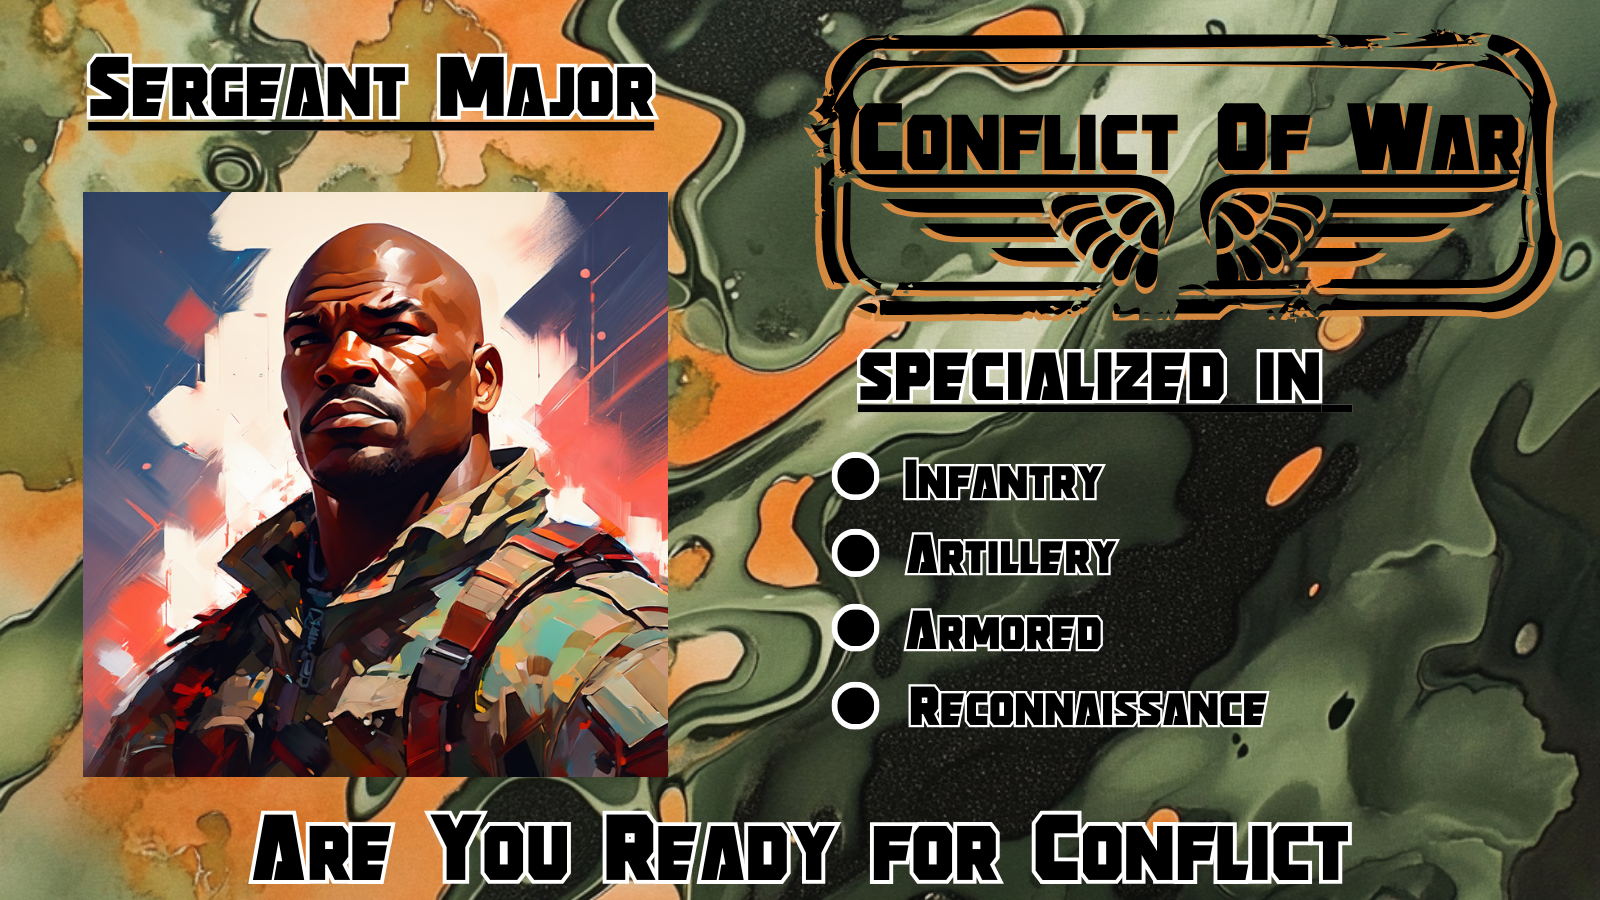 Sergeant Major
Conflict Of War
SPECIALIZED IN
Infantry
Artillery
Armored
Reconnaissance
Are You Ready for Conflict